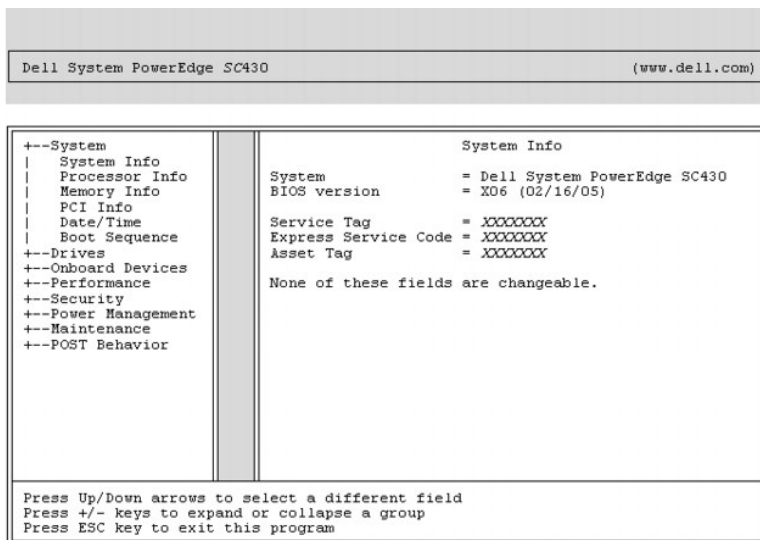 Dell System PowerEdge SC430 (www.dell.com)
+--System
| System Info
| Processor Info
| Memory Info
| PCI Info
| Date/Time
| Boot Sequence
+--Drives
+--Onboard Devices
+--Performance
+--Security
+--Power Management
+--Maintenance
+--POST Behavior
System Info
System = Dell System PowerEdge SC430
BIOS version = X06 (02/16/05)
Service Tag = XXXXXXX
Express Service Code = XXXXXXX
Asset Tag = XXXXXXX
None of these fields are changeable.
Press Up/Down arrows to select a different field
Press +/- keys to expand or collapse a group
Press ESC key to exit this program